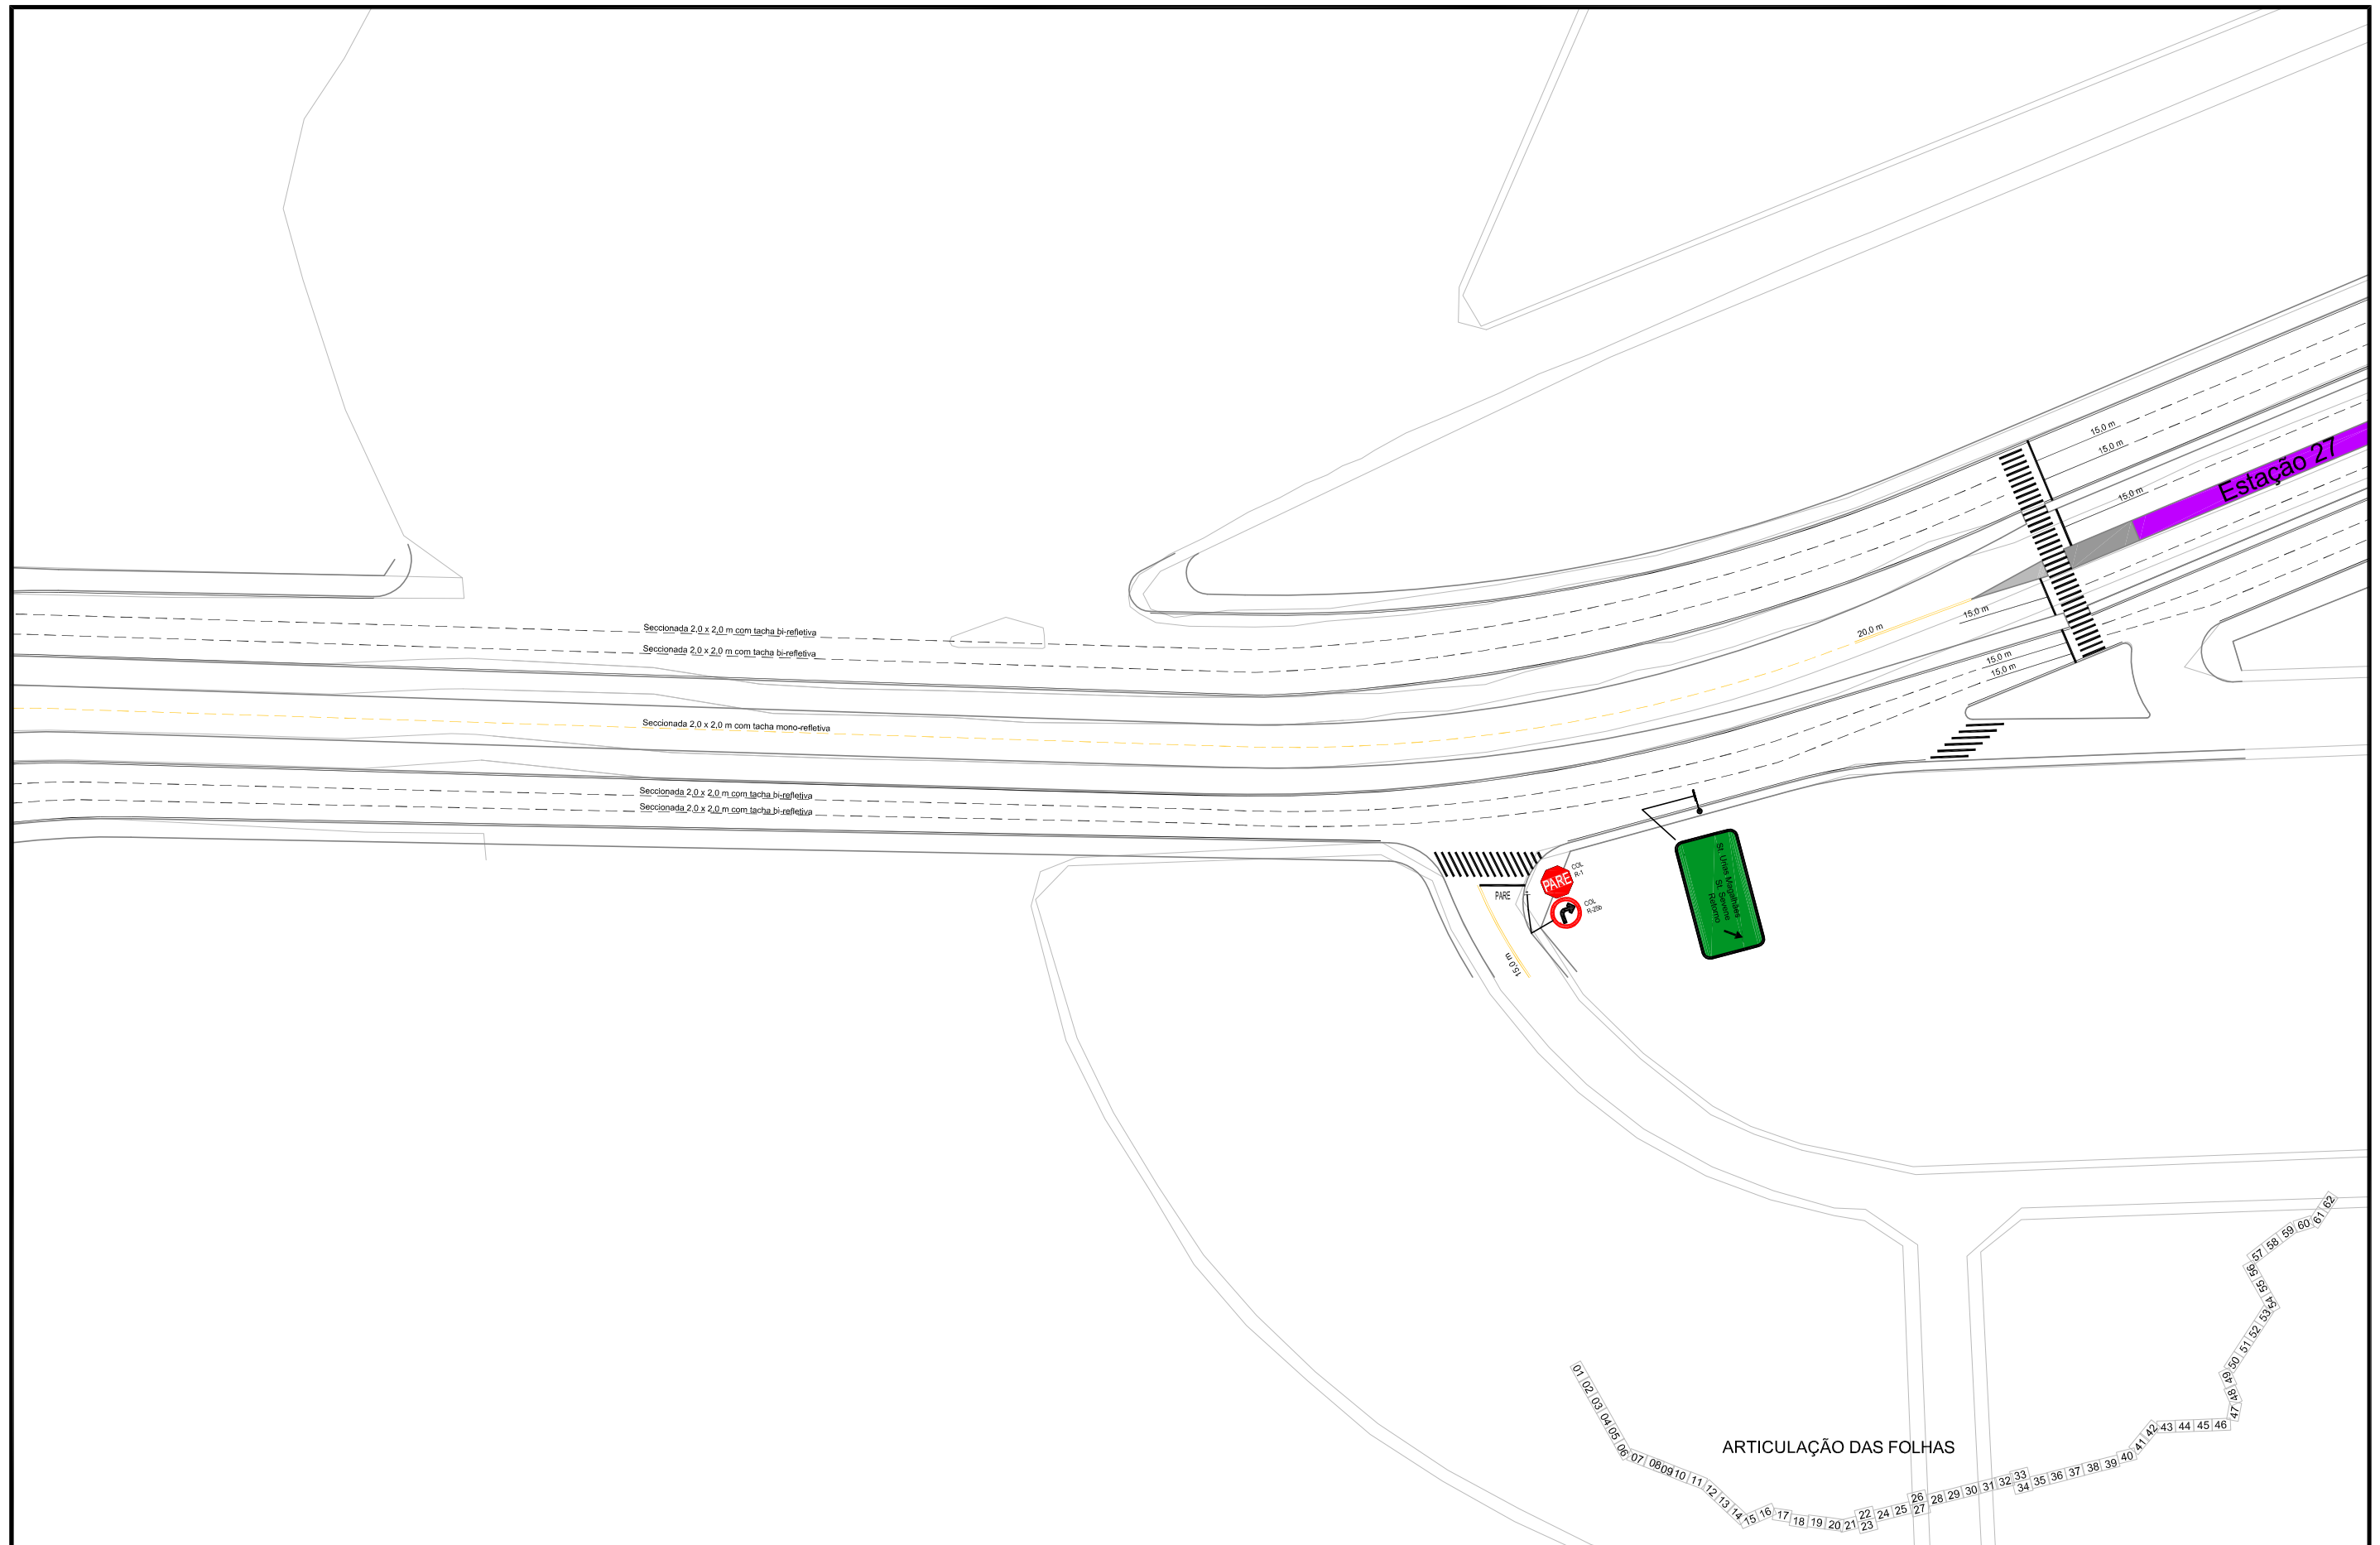 15,0 m
15,0 m
Estação 27
15,0 m
15,0 m
20,0 m
15,0 m
15,0 m
Seccionada 2,0 x 2,0 m com tacha bi-refletiva
Seccionada 2,0 x 2,0 m com tacha bi-refletiva
Seccionada 2,0 x 2,0 m com tacha mono-refletiva
Seccionada 2,0 x 2,0 m com tacha bi-refletiva
Seccionada 2,0 x 2,0 m com tacha bi-refletiva
PARE
COL
R-1
PARE
COL
R-25b
15,0 m
St. Urias Magalhães
St. Sevene
Retorno
ARTICULAÇÃO DAS FOLHAS
01
02
03
04
05
06
07
08
09
10
11
12
13
14
15
16
17
18
19
20
21
22
23
24
25
26
27
28
29
30
31
32
33
34
35
36
37
38
39
40
41
42
43
44
45
46
47
48
49
50
51
52
53
54
55
56
57
58
59
60
61
62